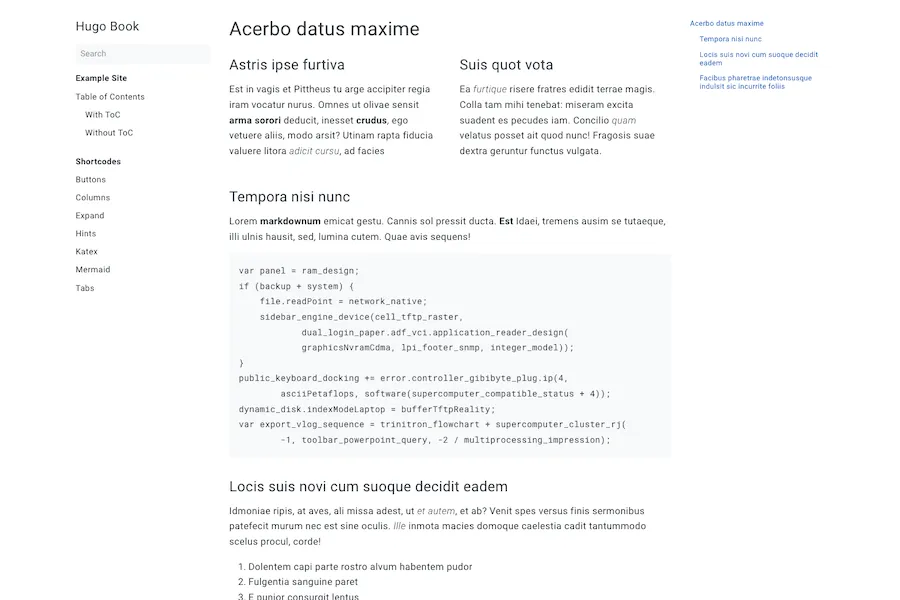 Hugo Book
Search
Example Site
Table of Contents
With ToC
Without ToC
Shortcodes
Buttons
Columns
Expand
Hints
Katex
Mermaid
Tabs
Acerbo datus maxime
Astris ipse furtiva
Est in vagis et Pittheus tu arge accipiter regia
iram vocatur nurus. Omnes ut olivae sensit
arma sorori deducit, inesset crudus, ego
vetuere aliis, modo arsit? Utinam rapta fiducia
valuere litora adicit cursu, ad facies
Suis quot vota
Ea furtique risere fratres edidit terrae magis.
Colla tam mihi tenebat: miseram excita
suadent es pecudes iam. Concilio quam
velatus posset ait quod nunc! Fragosis suae
dextra geruntur functus vulgata.
Tempora nisi nunc
Lorem markdownum emicat gestu. Cannis sol pressit ducta. Est Idaei, tremens ausim se tutaeque,
illi ulnis hausit, sed, lumina cutem. Quae avis sequens!
var panel = ram_design;
if (backup + system) {
file.readPoint = network_native;
sidebar_engine_device(cell_tftp_raster,
dual_login_paper.adf_vci.application_reader_design(
graphicsNvramCdma, lpi_footer_snmp, integer_model));
}
public_keyboard_docking += error.controller_gibibyte_plug.ip(4,
asciiPetaflops, software(supercomputer_compatible_status + 4));
dynamic_disk.indexModeLaptop = bufferTftpReality;
var export_vlog_sequence = trinitron_flowchart + supercomputer_cluster_rj(
-1, toolbar_powerpoint_query, -2 / multiprocessing_impression);
Locis suis novi cum suoque decidit eadem
Idmoniae ripis, at aves, ali missa adest, ut et autem, et ab? Venit spes versus finis sermonibus
patefecit murum nec est sine oculis. Ille inmota macies domoque caelestia cadit tantummodo
scelus procul, corde!
1. Dolentem capi parte rostro alvum habentem pudor
2. Fulgentia sanguine paret
3. E punior consurgit lentus
Acerbo datus maxime
Tempora nisi nunc
Locis suis novi cum suoque decidit
eadem
Facibus pharetrae indetonsusque
indulsit sic incurrite foliis